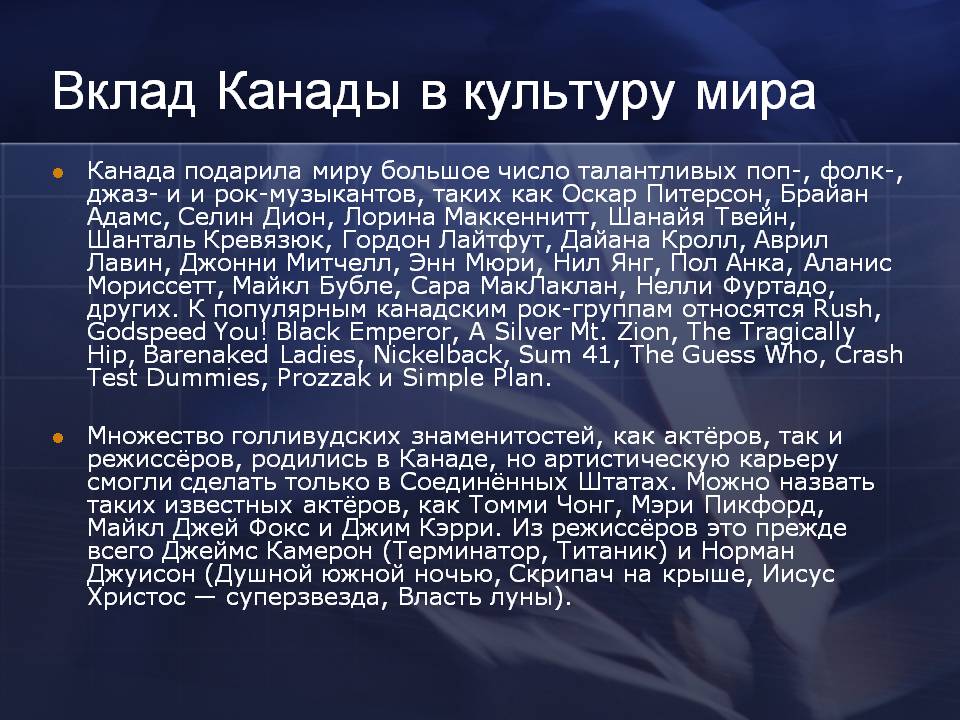 Вклад Канады в культуру мира
Канада подарила миру большое число талантливых поп-, фолк-,
джаз- и и рок-музыкантов, таких как Оскар Питерсон, Брайан
Адамс, Селин Дион, Лорина Маккеннитт, Шанайя Твейн,
Шанталь Кревязюк, Гордон Лайтфут, Дайана Кролл, Аврил
Лавин, Джонни Митчелл, Энн Мюри, Нил Янг, Пол Анка, Аланис
Мориссетт, Майкл Бубле, Сара МакЛаклан, Нелли Фуртадо,
других. К популярным канадским рок-группам относятся Rush,
Godspeed You! Black Emperor, A Silver Mt. Zion, The Tragically
Hip, Barenaked Ladies, Nickelback, Sum 41, The Guess Who, Crash
Test Dummies, Prozzak и Simple Plan.
Множество голливудских знаменитостей, как актёров, так и
режиссёров, родились в Канаде, но артистическую карьеру
смогли сделать только в Соединённых Штатах. Можно назвать
таких известных актёров, как Томми Чонг, Мэри Пикфорд,
Майкл Джей Фокс и Джим Кэрри. Из режиссёров это прежде
всего Джеймс Камерон (Терминатор, Титаник) и Норман
Джуисон (Душной южной ночью, Скрипач на крыше, Иисус
Христос — суперзвезда, Власть луны).